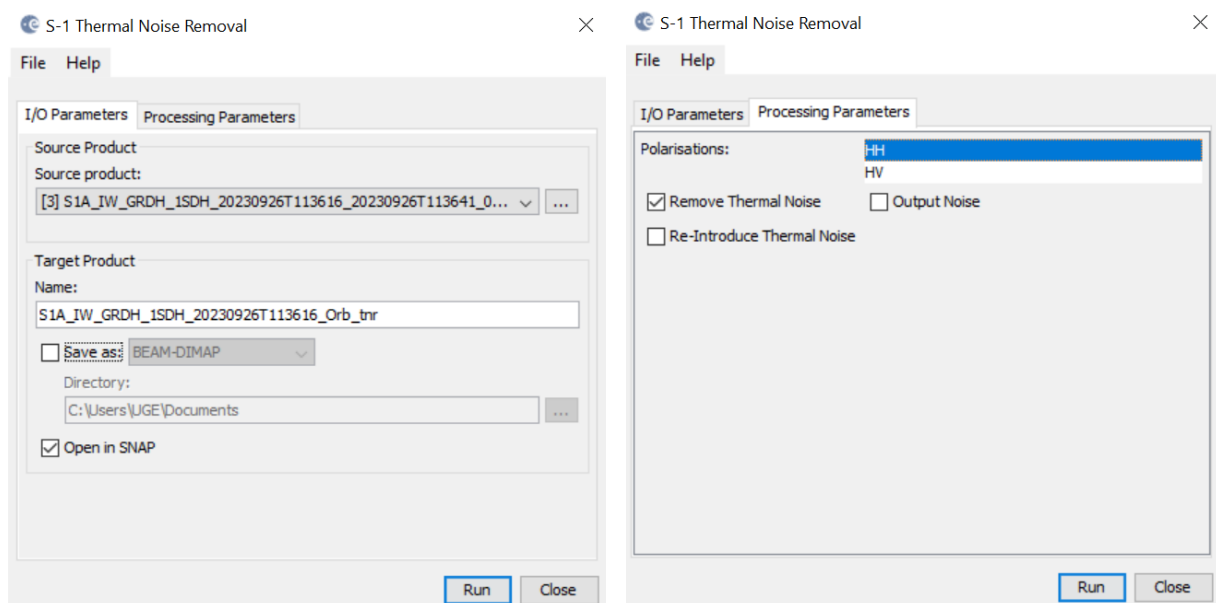 S-1 Thermal Noise Removal
File Help
I/O Parameters Processing Parameters
Source Product
Source product:
[3] S1A_IW_GRDH_1SDH_20230926T113616_20230926T113641_0... ...
Target Product
Name:
S1A_IW_GRDH_1SDH_20230926T113616_Orb_tnr
Save as: BEAM-DIMAP
Directory:
C:\Users\UGE\Documents ...
Open in SNAP
Run Close
S-1 Thermal Noise Removal
File Help
I/O Parameters Processing Parameters
Polarisations: HH
HV
Remove Thermal Noise Output Noise
Re-Introduce Thermal Noise
Run Close